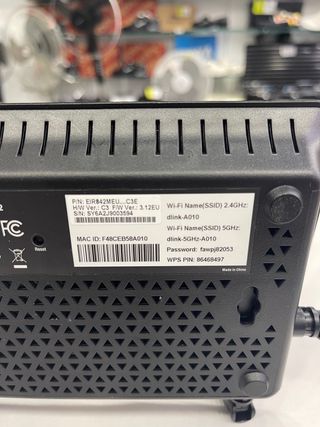 P/N: EIR842MEU....C3E
H/W Ver.: C3 F/W Ver.: 3.12EU
S/N: SY6A2J9003594
MAC ID: F48CEB58A010
Wi-Fi Name(SSID) 2.4GHz:
dlink-A010
Wi-Fi Name(SSID) 5GHz:
dlink-5GHz-A010
Password: fawpj82053
WPS PIN: 86468497
Made in China
FC
Reset